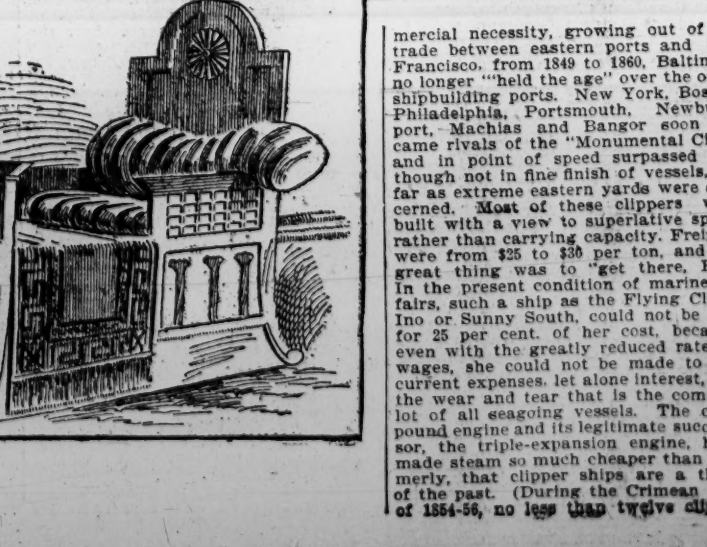 mercial necessity, growing out of
trade between eastern ports and
Francisco, from 1849 to 1860, Baltim
no longer "'held the age" over the o
shipbuilding ports. New York, Bos
Philadelphia, Portsmouth, Newbu
port, Machias and Bangor soon
came rivals of the "Monumental Ci
and in point of speed surpassed
though not in fine finish of vessels,
far as extreme eastern yards were
cerned. Most of these clippers
built with a view to superlative sp
rather than carrying capacity. Frei
were from $25 to $30 per ton, and
great thing was to "get there,
In the present condition of marine
fairs, such a ship as the Flying Cl
Ino or Sunny South, could not be
for 25 per cent. of her cost, beca
even with the greatly reduced rate
wages, she could not be made to
current expenses, let alone interest,
the wear and tear that is the com
lot of all seagoing vessels. The c
pound engine and its legitimate succ
sor, the triple-expansion engine,
made steam so much cheaper than
merly, that clipper ships are a th
of the past. (During the Crimean
of 1854-56, no less than twelve cli